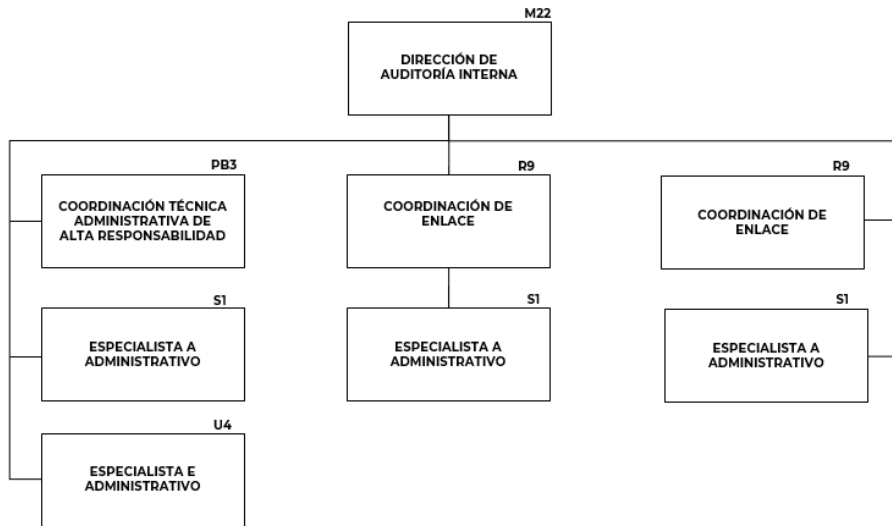 M22
DIRECCIÓN DE
AUDITORÍA INTERNA
PB3
COORDINACIÓN TÉCNICA
ADMINISTRATIVA DE
ALTA RESPONSABILIDAD
R9
COORDINACIÓN DE
ENLACE
R9
COORDINACIÓN DE
ENLACE
S1
ESPECIALISTA A
ADMINISTRATIVO
S1
ESPECIALISTA A
ADMINISTRATIVO
S1
ESPECIALISTA A
ADMINISTRATIVO
U4
ESPECIALISTA E
ADMINISTRATIVO